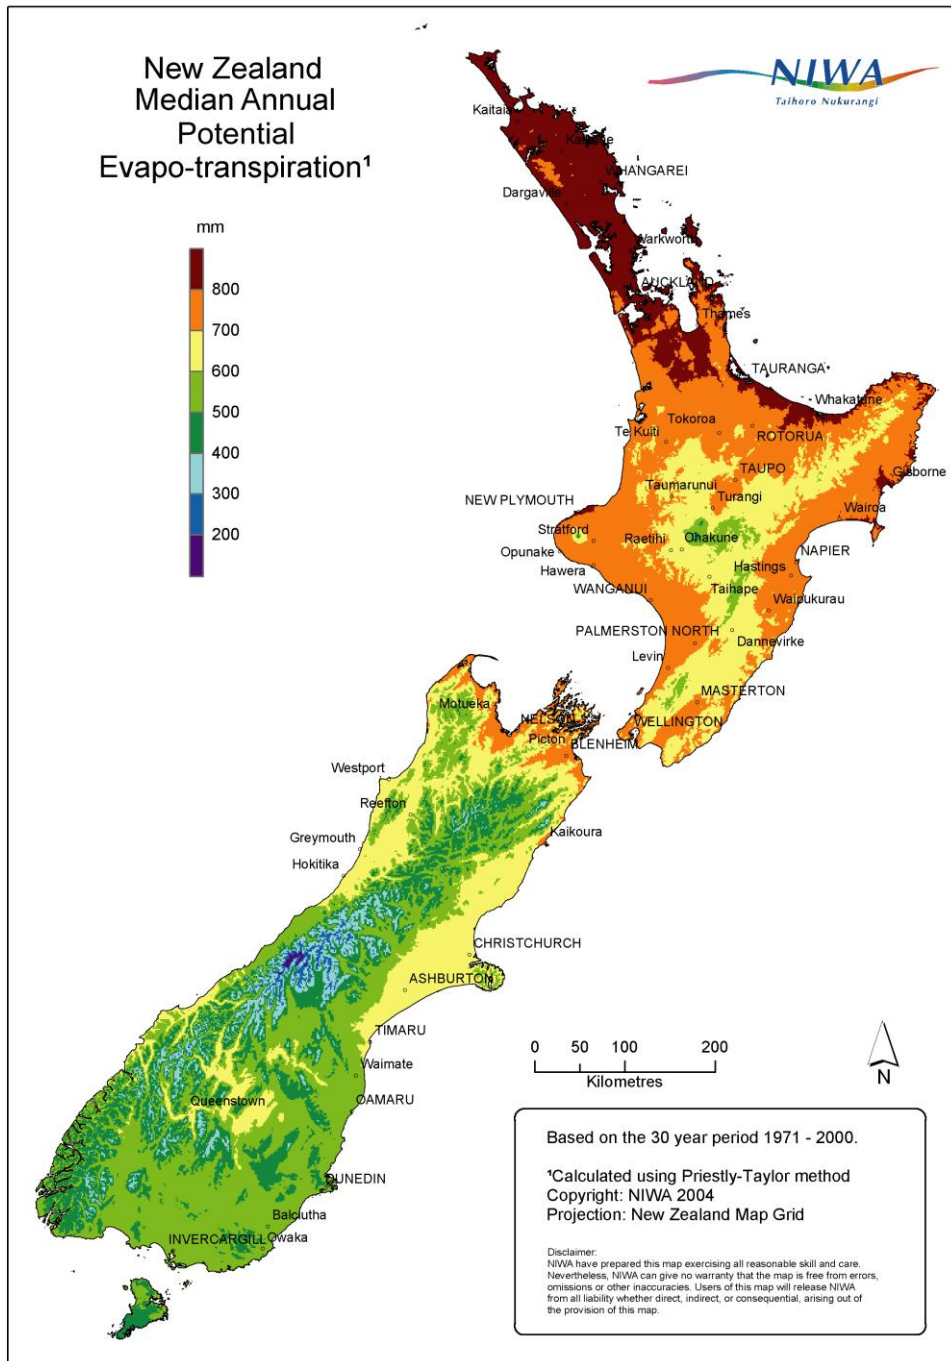 New Zealand
Median Annual
Potential
Evapo-transpiration¹
NIWA
Taihoro Nukurangi
mm
800
700
600
500
400
300
200
Kaitaia
WHANGAREI
Dargaville
Warkworth
AUCKLAND
Thames
TAURANGA
Whakatane
Tokoroa
Te Kuiti
ROTORUA
TAUPO
Gisborne
Taumarunui
Turangi
NEW PLYMOUTH
Wairoa
Stratford
Raetihi
Ohakune
Opunake
NAPIER
Hawera
Hastings
WANGANUI
Taihape
Waipukurau
PALMERSTON NORTH
Dannevirke
Levin
MASTERTON
Motueka
NELSON
WELLINGTON
Picton
BLENHEIM
Westport
Reefton
Kaikoura
Greymouth
Hokitika
CHRISTCHURCH
ASHBURTON
TIMARU
Waimate
OAMARU
Queenstown
DUNEDIN
Balclutha
INVERCARGILL
Owaka
0 50 100 200
Kilometres
N
Based on the 30 year period 1971 - 2000.
¹Calculated using Priestly-Taylor method
Copyright: NIWA 2004
Projection: New Zealand Map Grid
Disclaimer:
NIWA have prepared this map exercising all reasonable skill and care.
Nevertheless, NIWA can give no warranty that the map is free from errors,
omissions or other inaccuracies. Users of this map will release NIWA
from all liability whether direct, indirect, or consequential, arising out of
the provision of this map.